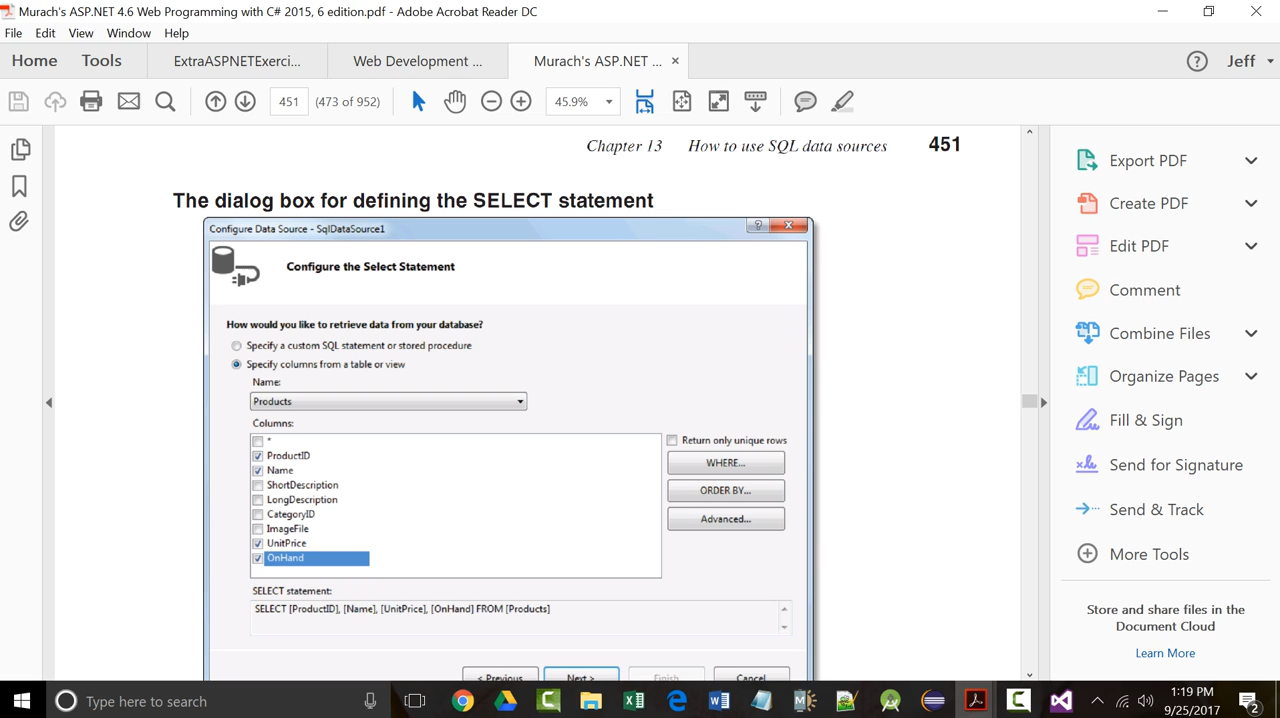 Murach's ASP.NET 4.6 Web Programming with C# 2015, 6 edition.pdf - Adobe Acrobat Reader DC
File Edit View Window Help
Home Tools ExtraASPNETExerci... Web Development ... Murach's ASP.NET ... ×
451 (473 of 952) 45.9% Jeff
Chapter 13 How to use SQL data sources 451
The dialog box for defining the SELECT statement
Configure Data Source - SqlDataSource1
Configure the Select Statement
How would you like to retrieve data from your database?
Specify a custom SQL statement or stored procedure
Specify columns from a table or view
Name:
Products
Columns:
*
ProductID
Name
ShortDescription
LongDescription
CategoryID
ImageFile
UnitPrice
OnHand
Return only unique rows
WHERE...
ORDER BY...
Advanced...
SELECT statement:
SELECT [ProductID], [Name], [UnitPrice], [OnHand] FROM [Products]
< Previous Next > Finish Cancel
Export PDF
Create PDF
Edit PDF
Comment
Combine Files
Organize Pages
Fill & Sign
Send for Signature
Send & Track
More Tools
Store and share files in the
Document Cloud
Learn More
Type here to search
1:19 PM
9/25/2017
2